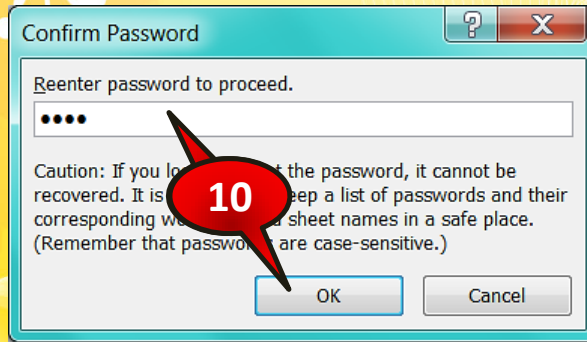 Confirm Password
Reenter password to proceed.
Caution: If you lo t the password, it cannot be
recovered. It is eep a list of passwords and their
corresponding w sheet names in a safe place.
(Remember that passwor s are case-sensitive.)
10
OK Cancel